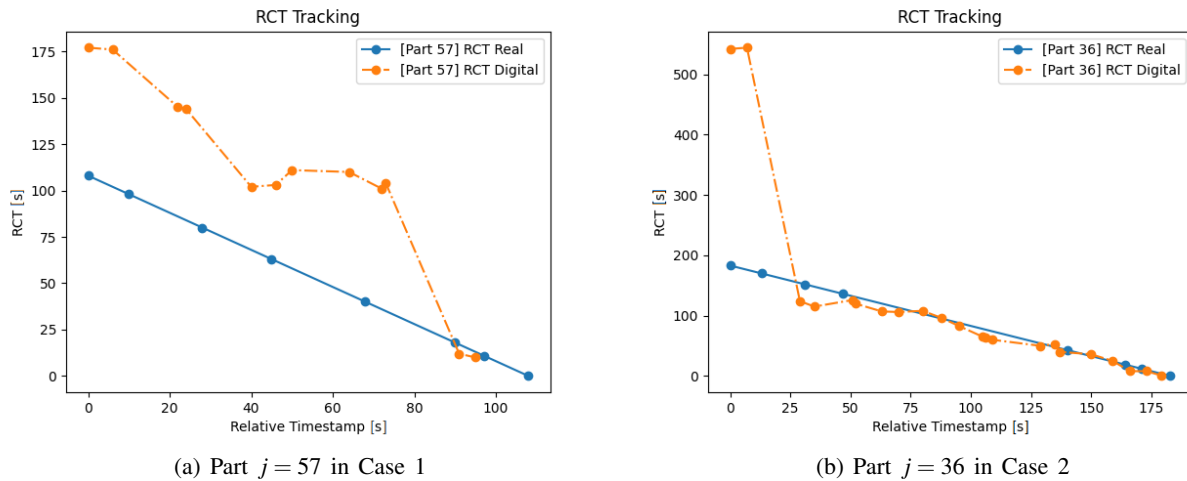 RCT Tracking
[Part 57] RCT Real
[Part 57] RCT Digital
RCT [s]
175
150
125
100
75
50
25
0
0 20 40 60 80 100
Relative Timestamp [s]
(a) Part j = 57 in Case 1
RCT Tracking
[Part 36] RCT Real
[Part 36] RCT Digital
RCT [s]
500
400
300
200
100
0
0 25 50 75 100 125 150 175
Relative Timestamp [s]
(b) Part j = 36 in Case 2